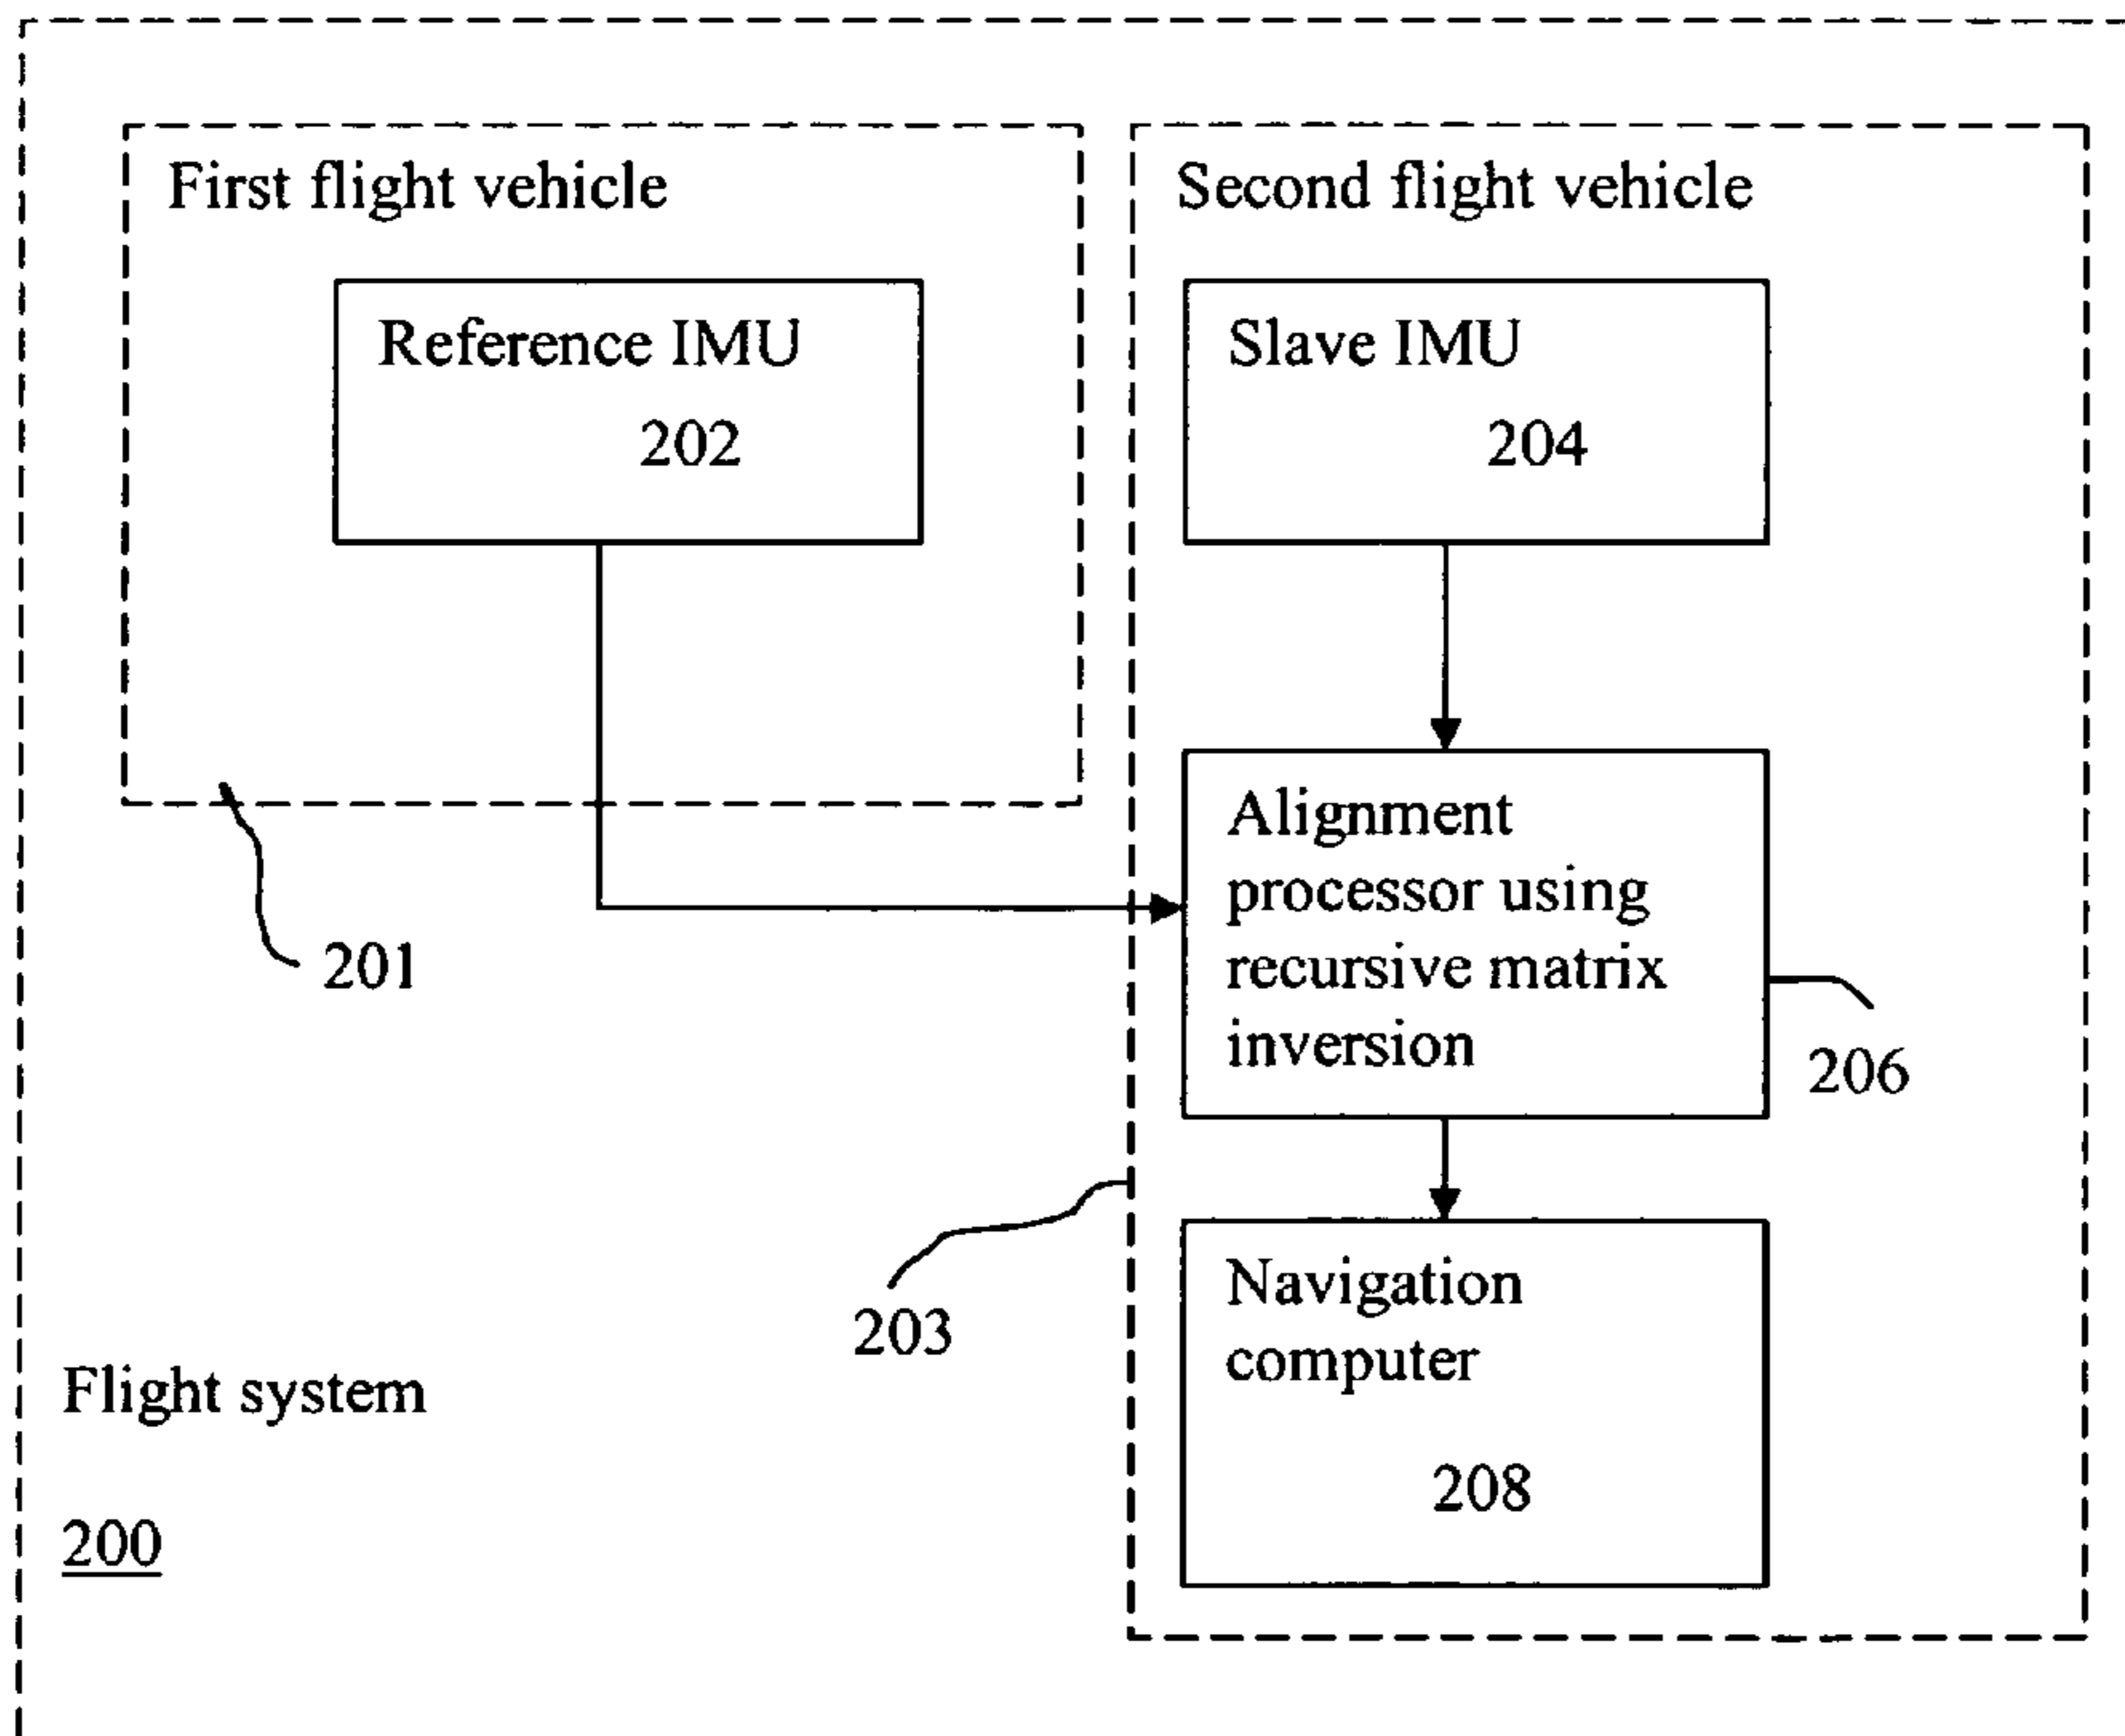 First flight vehicle
Reference IMU
202
201
Second flight vehicle
Slave IMU
204
Alignment
processor using
recursive matrix
inversion
206
203
Navigation
computer
208
Flight system
200